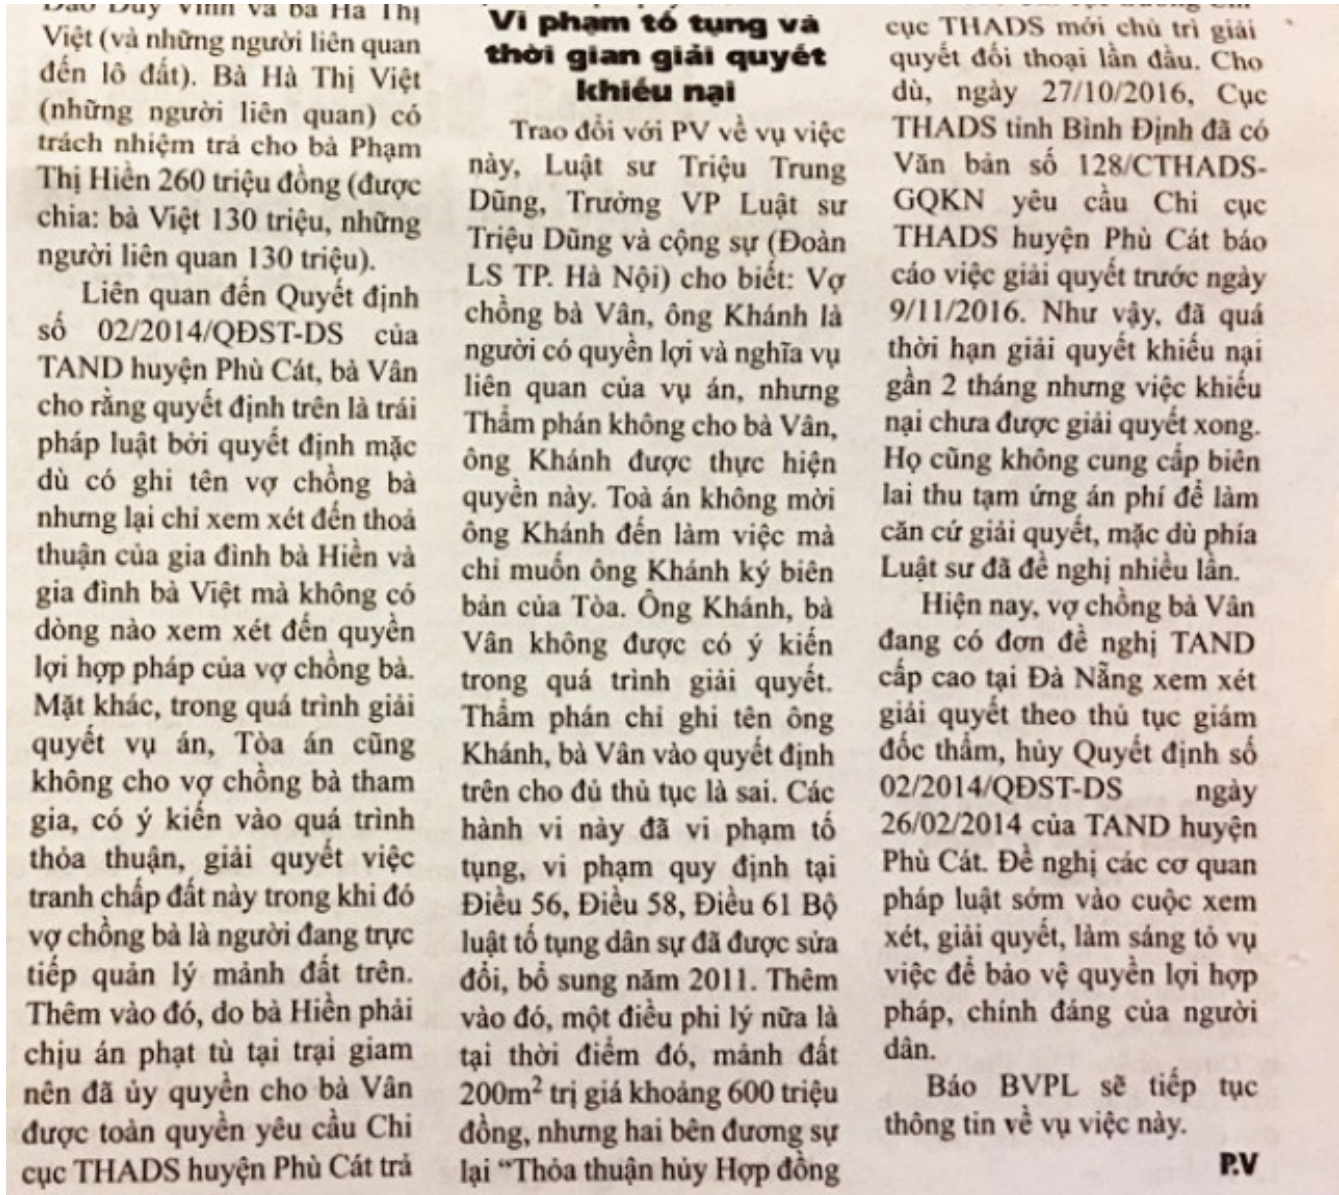 Đào Duy Vinh và bà Hà Thị
Việt (và những người liên quan
đến lô đất). Bà Hà Thị Việt
(những người liên quan) có
trách nhiệm trả cho bà Phạm
Thị Hiền 260 triệu đồng (được
chia: bà Việt 130 triệu, những
người liên quan 130 triệu).
Liên quan đến Quyết định
số 02/2014/QĐST-DS của
TAND huyện Phù Cát, bà Vân
cho rằng quyết định trên là trái
pháp luật bởi quyết định mặc
dù có ghi tên vợ chồng bà
nhưng lại chỉ xem xét đến thoả
thuận của gia đình bà Hiền và
gia đình bà Việt mà không có
dòng nào xem xét đến quyền
lợi hợp pháp của vợ chồng bà.
Mặt khác, trong quá trình giải
quyết vụ án, Tòa án cũng
không cho vợ chồng bà tham
gia, có ý kiến vào quá trình
thỏa thuận, giải quyết việc
tranh chấp đất này trong khi đó
vợ chồng bà là người đang trực
tiếp quản lý mảnh đất trên.
Thêm vào đó, do bà Hiền phải
chịu án phạt tù tại trại giam
nên đã ủy quyền cho bà Vân
được toàn quyền yêu cầu Chi
cục THADS huyện Phù Cát trả
Vi phạm tố tụng và
thời gian giải quyết
khiếu nại
Trao đổi với PV về vụ việc
này, Luật sư Triệu Trung
Dũng, Trưởng VP Luật sư
Triệu Dũng và cộng sự (Đoàn
LS TP. Hà Nội) cho biết: Vợ
chồng bà Vân, ông Khánh là
người có quyền lợi và nghĩa vụ
liên quan của vụ án, nhưng
Thẩm phán không cho bà Vân,
ông Khánh được thực hiện
quyền này. Toà án không mời
ông Khánh đến làm việc mà
chỉ muốn ông Khánh ký biên
bản của Tòa. Ông Khánh, bà
Vân không được có ý kiến
trong quá trình giải quyết.
Thẩm phán chỉ ghi tên ông
Khánh, bà Vân vào quyết định
trên cho đủ thủ tục là sai. Các
hành vi này đã vi phạm tố
tụng, vi phạm quy định tại
Điều 56, Điều 58, Điều 61 Bộ
luật tố tụng dân sự đã được sửa
đổi, bổ sung năm 2011. Thêm
vào đó, một điều phi lý nữa là
tại thời điểm đó, mảnh đất
200m² trị giá khoảng 600 triệu
đồng, nhưng hai bên đương sự
lại “Thỏa thuận hủy Hợp đồng
cục THADS mới chủ trì giải
quyết đối thoại lần đầu. Cho
dù, ngày 27/10/2016, Cục
THADS tỉnh Bình Định đã có
Văn bản số 128/CTHADS-
GQKN yêu cầu Chi cục
THADS huyện Phù Cát báo
cáo việc giải quyết trước ngày
9/11/2016. Như vậy, đã quá
thời hạn giải quyết khiếu nại
gần 2 tháng nhưng việc khiếu
nại chưa được giải quyết xong.
Họ cũng không cung cấp biên
lai thu tạm ứng án phí để làm
căn cứ giải quyết, mặc dù phía
Luật sư đã đề nghị nhiều lần.
Hiện nay, vợ chồng bà Vân
đang có đơn đề nghị TAND
cấp cao tại Đà Nẵng xem xét
giải quyết theo thủ tục giám
đốc thẩm, hủy Quyết định số
02/2014/QĐST-DS ngày
26/02/2014 của TAND huyện
Phù Cát. Đề nghị các cơ quan
pháp luật sớm vào cuộc xem
xét, giải quyết, làm sáng tỏ vụ
việc để bảo vệ quyền lợi hợp
pháp, chính đáng của người
dân.
Báo BVPL sẽ tiếp tục
thông tin về vụ việc này.
P.V